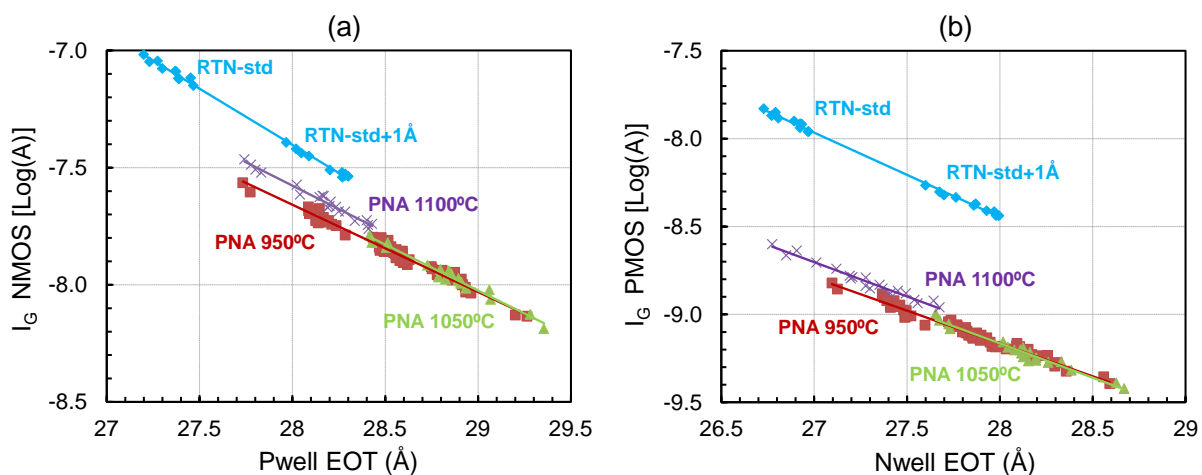 (a)
-7.0
-7.5
-8.0
-8.5
27
27.5
28
28.5
29
29.5
I_G NMOS [Log(A)]
Pwell EOT (Å)
RTN-std
RTN-std+1Å
PNA 1100ºC
PNA 950ºC
PNA 1050ºC
(b)
-7.5
-8.0
-8.5
-9.0
-9.5
26.5
27
27.5
28
28.5
29
I_G PMOS [Log(A)]
Nwell EOT (Å)
RTN-std
RTN-std+1Å
PNA 1100ºC
PNA 950ºC
PNA 1050ºC